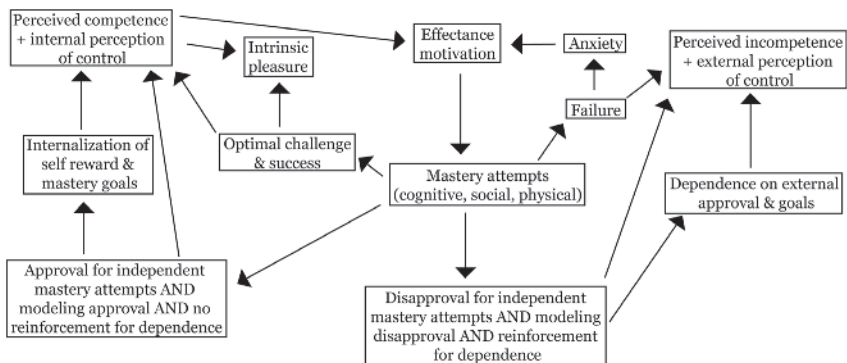 Perceived competence
+ internal perception
of control
Intrinsic
pleasure
Effectance
motivation
Anxiety
Perceived incompetence
+ external perception
of control
Failure
Internalization of
self reward &
mastery goals
Optimal challenge
& success
Mastery attempts
(cognitive, social, physical)
Dependence on external
approval & goals
Approval for independent
mastery attempts AND
modeling approval AND no
reinforcement for dependence
Disapproval for independent
mastery attempts AND modeling
disapproval AND reinforcement
for dependence